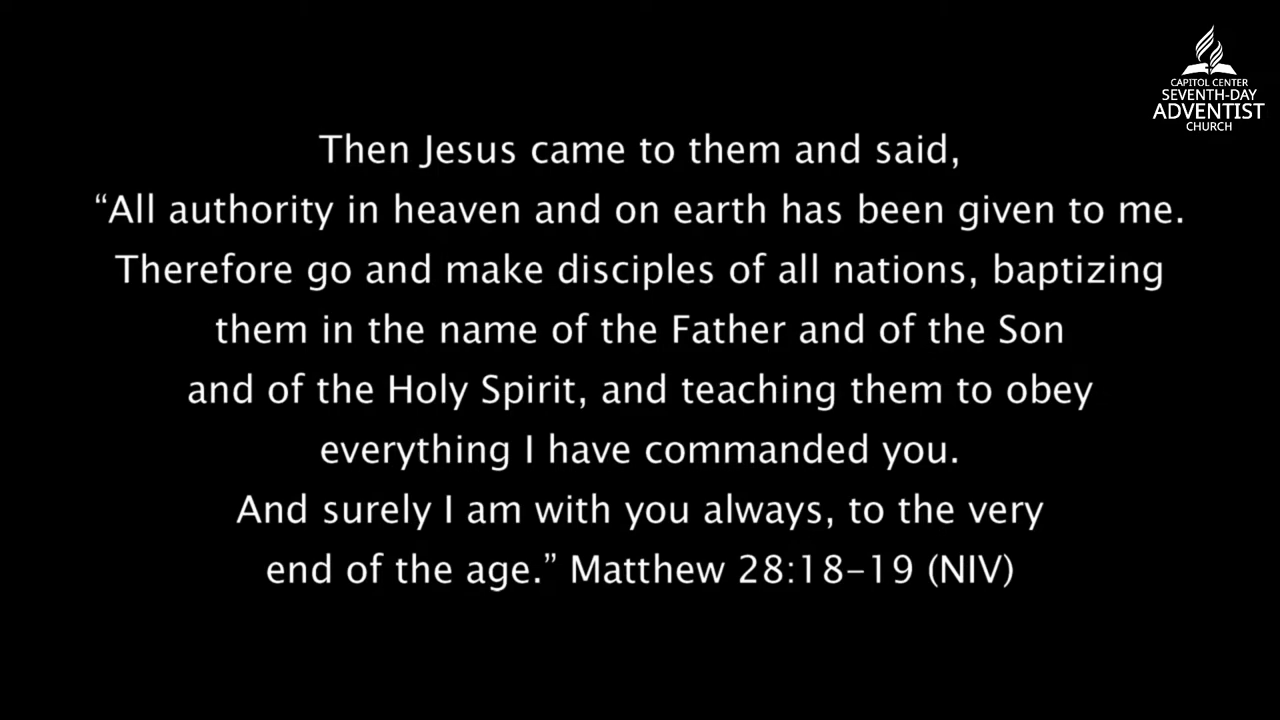 CAPITOL CENTER
SEVENTH-DAY
ADVENTIST
CHURCH
Then Jesus came to them and said,
“All authority in heaven and on earth has been given to me.
Therefore go and make disciples of all nations, baptizing
them in the name of the Father and of the Son
and of the Holy Spirit, and teaching them to obey
everything I have commanded you.
And surely I am with you always, to the very
end of the age.” Matthew 28:18–19 (NIV)